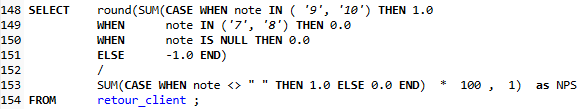 148 SELECT round(SUM(CASE WHEN note IN ( '9', '10') THEN 1.0
149 WHEN note IN ('7', '8') THEN 0.0
150 WHEN note IS NULL THEN 0.0
151 ELSE -1.0 END)
152 /
153 SUM(CASE WHEN note <> " " THEN 1.0 ELSE 0.0 END) * 100 , 1) as NPS
154 FROM retour_client ;